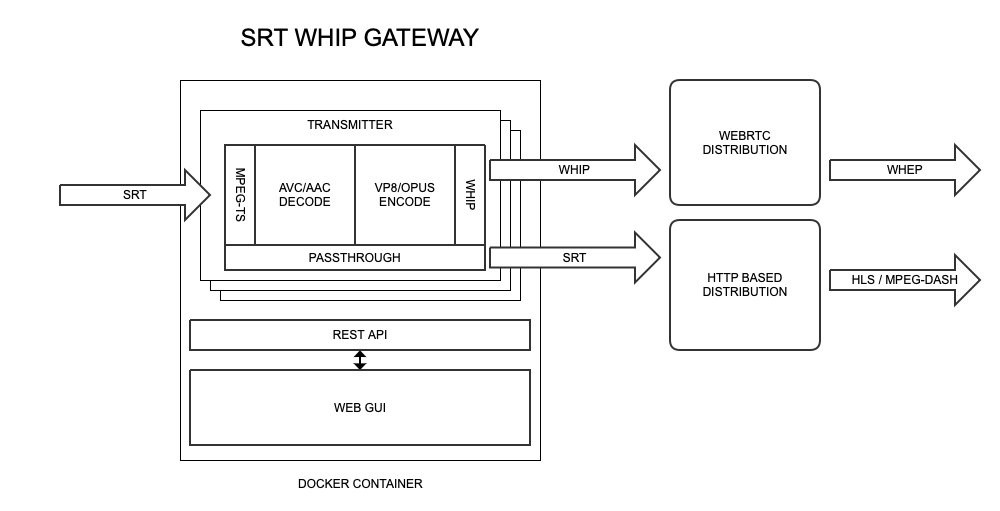 SRT WHIP GATEWAY
TRANSMITTER
SRT
MPEG-TS
AVC/AAC
DECODE
VP8/OPUS
ENCODE
WHIP
PASSTHROUGH
WHIP
SRT
WEBRTC
DISTRIBUTION
WHEP
HTTP BASED
DISTRIBUTION
HLS / MPEG-DASH
REST API
WEB GUI
DOCKER CONTAINER